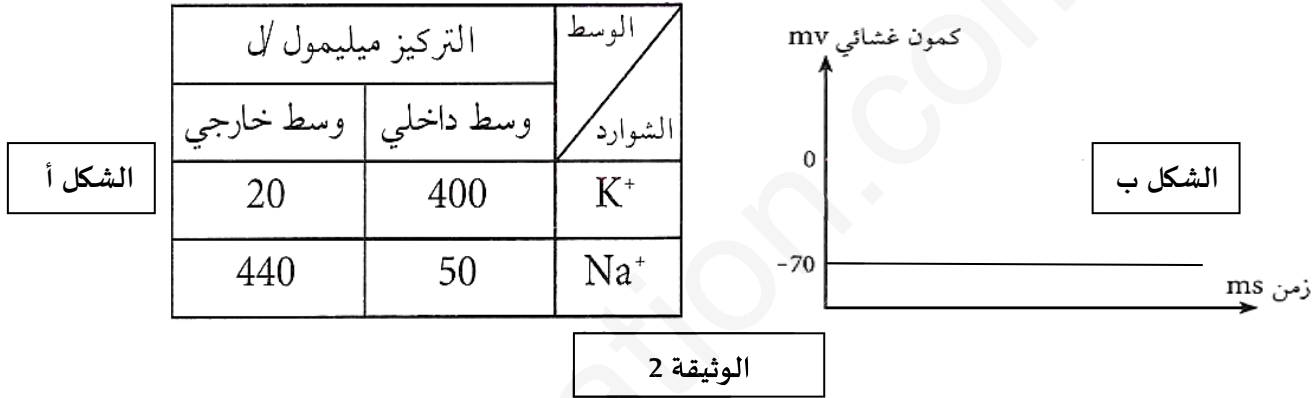 الوسط
التركيز ميليمول /ل
وسط داخلي
وسط خارجي
الشوارد
K⁺
400
20
Na⁺
50
440
الشكل أ
كمون غشائي mv
0
-70
زمن ms
الشكل ب
الوثيقة 2